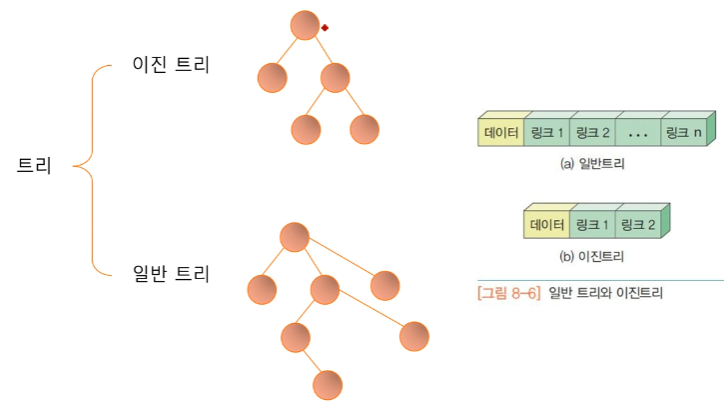 트리
이진 트리
일반 트리
데이터 링크 1 링크 2 ... 링크 n
(a) 일반트리
데이터 링크 1 링크 2
(b) 이진트리
[그림 8-6] 일반 트리와 이진트리